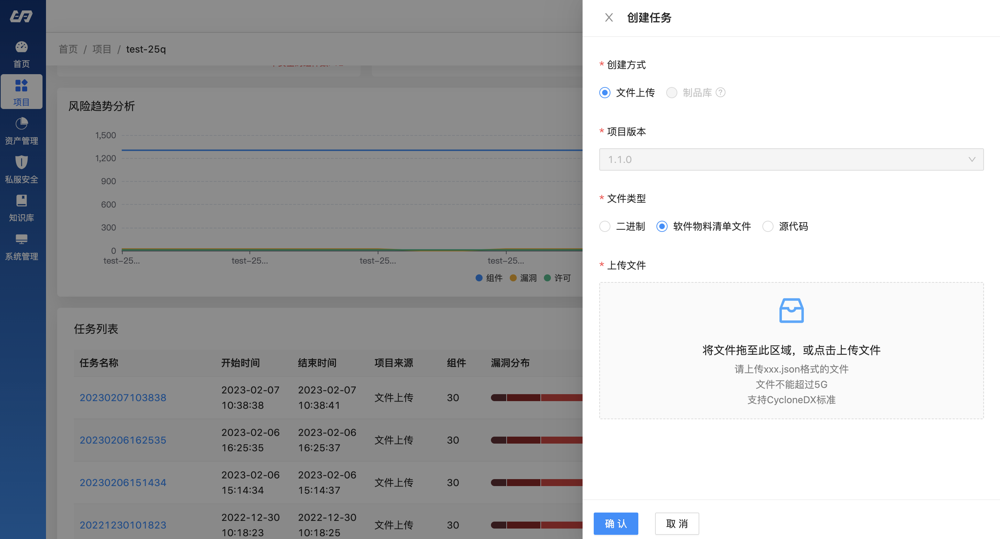 首页
项目
资产管理
私服安全
知识库
系统管理
首页 / 项目 / test-25q
风险趋势分析
1,500
1,200
900
600
300
0
test-25... test-25... test-25... test-25...
组件 漏洞 许可
任务列表
任务名称 开始时间 结束时间 项目来源 组件 漏洞分布
20230207103838 2023-02-07 10:38:38 2023-02-07 10:38:41 文件上传 30
20230206162535 2023-02-06 16:25:35 2023-02-06 16:25:37 文件上传 30
20230206151434 2023-02-06 15:14:34 2023-02-06 15:14:37 文件上传 30
20221230101823 2022-12-30 10:18:23 2022-12-30 10:18:25 文件上传 30
创建任务
* 创建方式
文件上传 制品库 ?
* 项目版本
1.1.0
* 文件类型
二进制 软件物料清单文件 源代码
* 上传文件
将文件拖至此区域，或点击上传文件
请上传xxx.json格式的文件
文件不能超过5G
支持CycloneDX标准
确 认 取 消